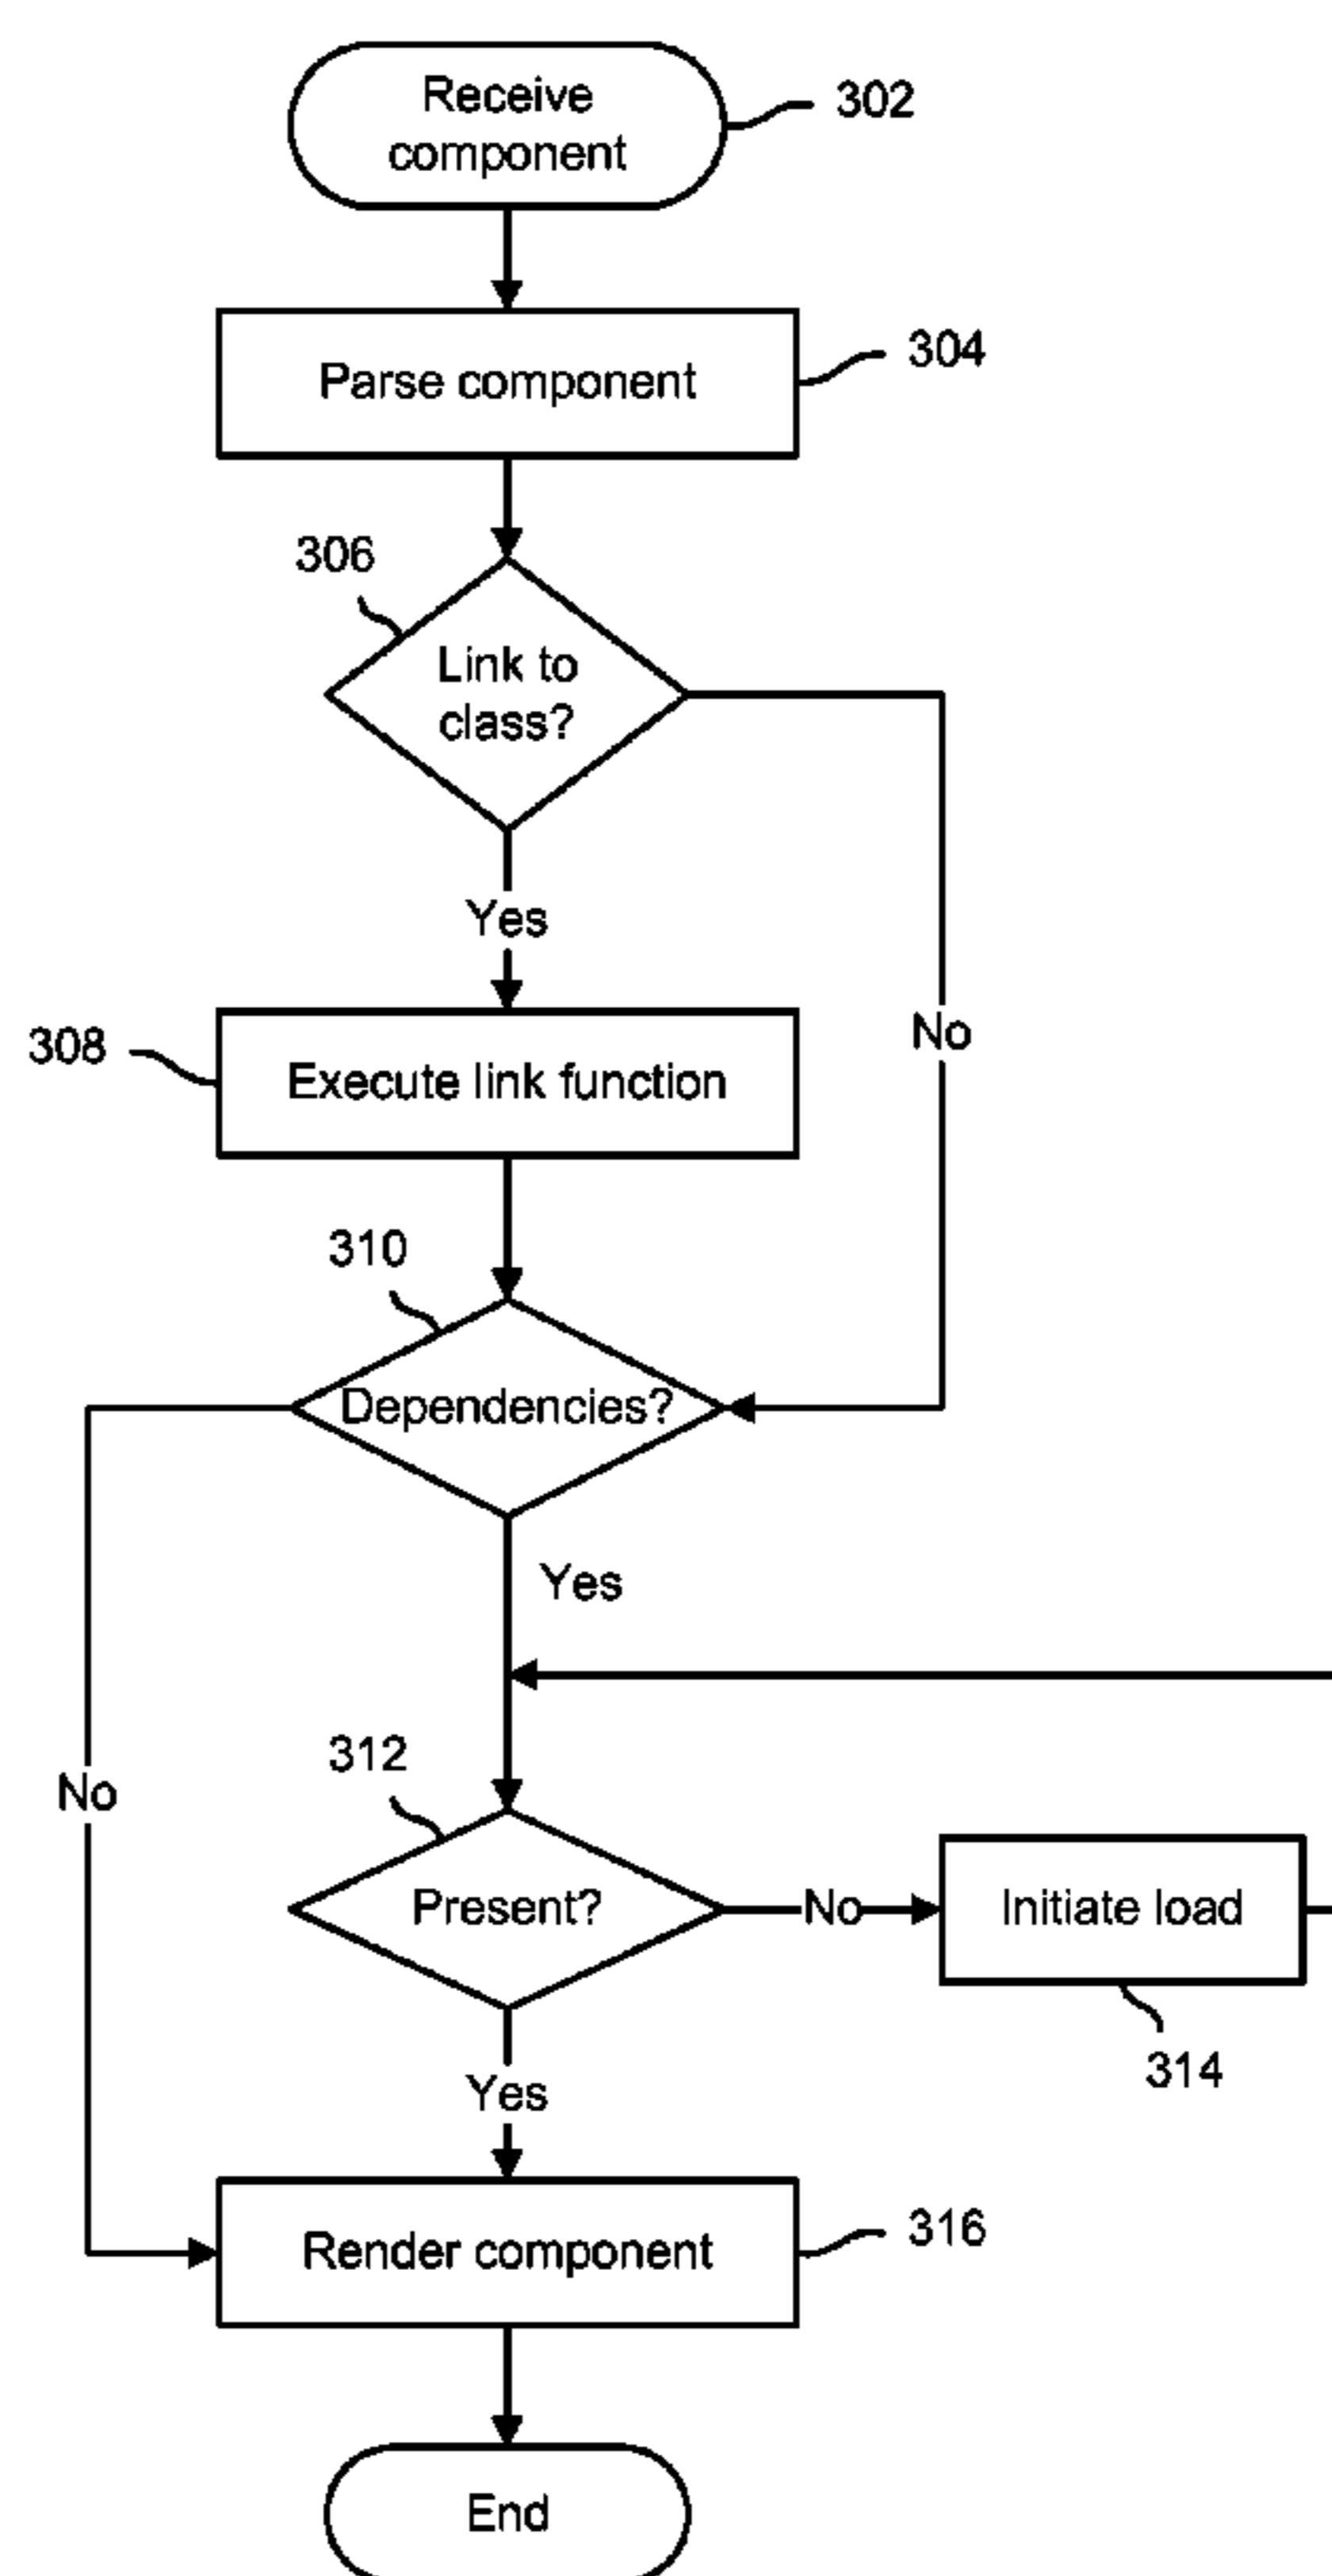 Receive
component
302
Parse component
304
306
Link to
class?
Yes
No
308
Execute link function
310
Dependencies?
Yes
No
312
Present?
No
Initiate load
314
Yes
Render component
316
End